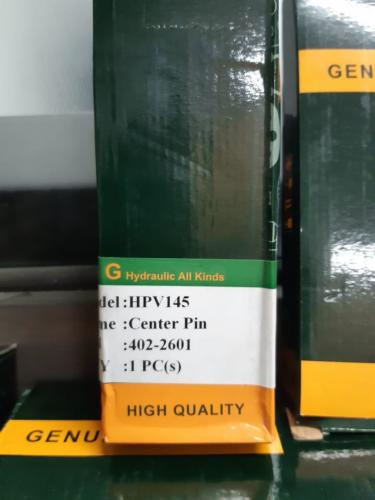 G Hydraulic All Kinds
del :HPV145
me :Center Pin
:402-2601
Y :1 PC(s)
HIGH QUALITY
GENU
GEN